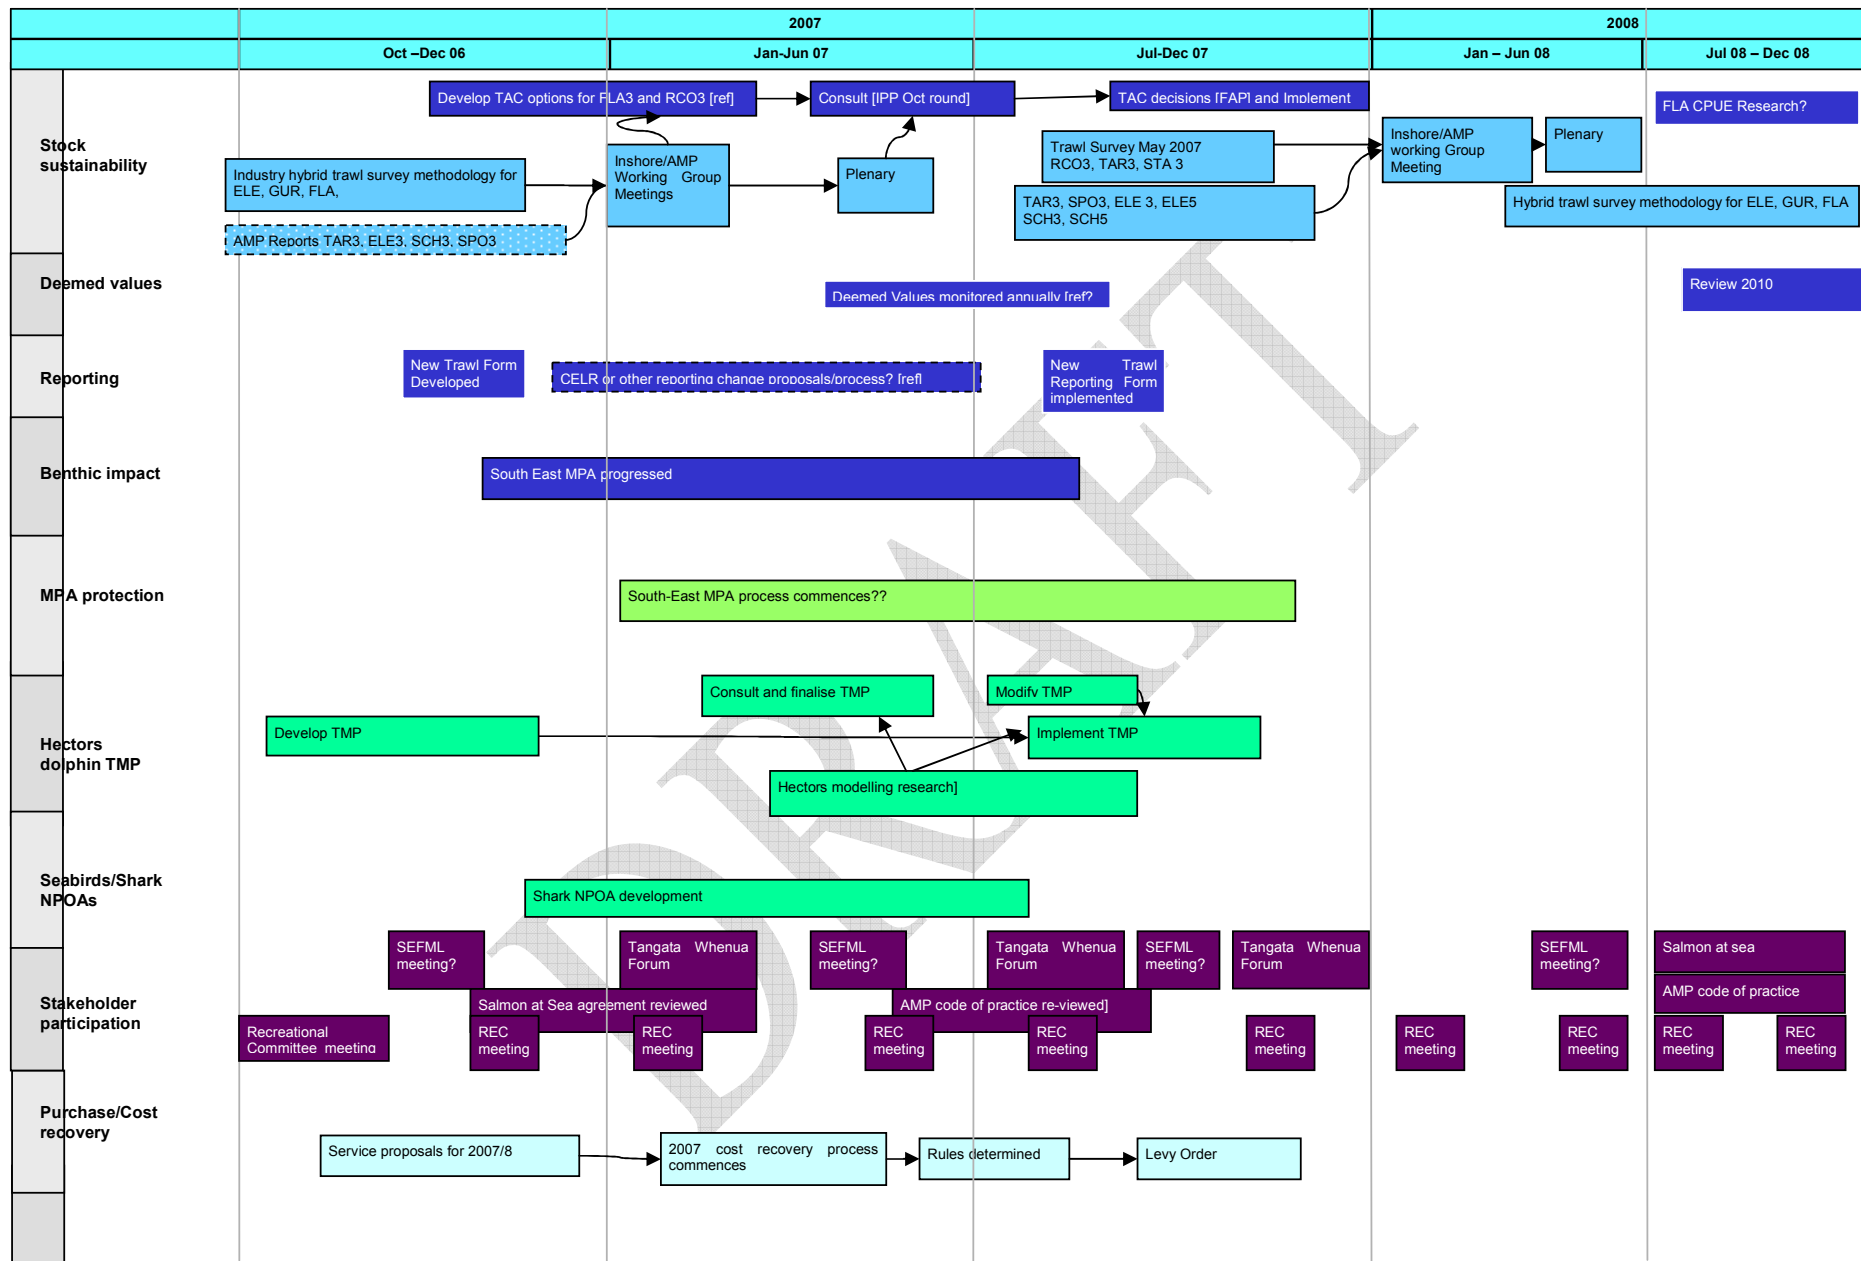 2007
2008
Oct –Dec 06
Jan-Jun 07
Jul-Dec 07
Jan – Jun 08
Jul 08 – Dec 08
Stock
sustainability
Develop TAC options for FLA3 and RCO3 [ref]
Consult [IPP Oct round]
TAC decisions [FAP] and Implement
FLA CPUE Research?
Industry hybrid trawl survey methodology for
ELE, GUR, FLA,
AMP Reports TAR3, ELE3, SCH3, SPO3
Inshore/AMP
Working Group
Meetings
Plenary
Trawl Survey May 2007
RCO3, TAR3, STA 3
TAR3, SPO3, ELE 3, ELE5
SCH3, SCH5
Inshore/AMP
working Group
Meeting
Plenary
Hybrid trawl survey methodology for ELE, GUR, FLA
Deemed values
Deemed Values monitored annually [ref?
Review 2010
Reporting
New Trawl Form
Developed
CELR or other reporting change proposals/process? [ref]
New Trawl
Reporting Form
implemented
Benthic impact
South East MPA progressed
MPA protection
South-East MPA process commences??
Hectors
dolphin TMP
Consult and finalise TMP
Modify TMP
Develop TMP
Implement TMP
Hectors modelling research]
Seabirds/Shark
NPOAs
Shark NPOA development
Stakeholder
participation
SEFML
meeting?
Tangata Whenua
Forum
SEFML
meeting?
Tangata Whenua
Forum
SEFML
meeting?
Tangata Whenua
Forum
SEFML
meeting?
Salmon at sea
Salmon at Sea agreement reviewed
AMP code of practice re-viewed]
AMP code of practice
Recreational
Committee meeting
REC
meeting
REC
meeting
REC
meeting
REC
meeting
REC
meeting
REC
meeting
REC
meeting
REC
meeting
REC
meeting
Purchase/Cost
recovery
Service proposals for 2007/8
2007 cost recovery process
commences
Rules determined
Levy Order
DRAFT